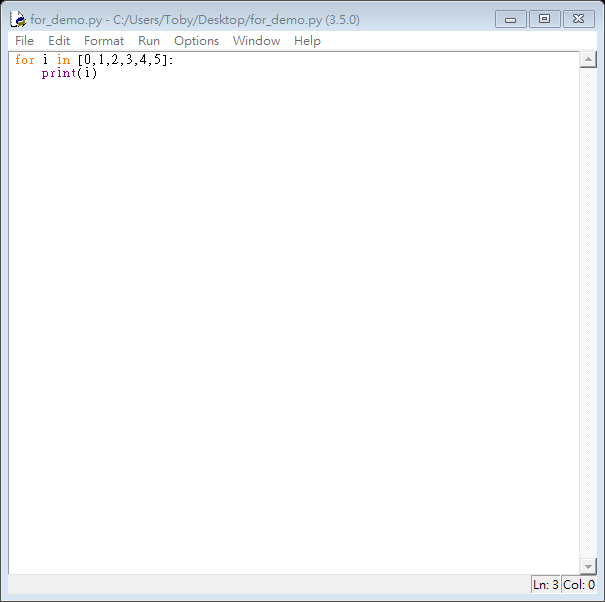 for_demo.py - C:/Users/Toby/Desktop/for_demo.py (3.5.0)
File Edit Format Run Options Window Help
for i in [0,1,2,3,4,5]:
    print(i)
Ln: 3 Col: 0